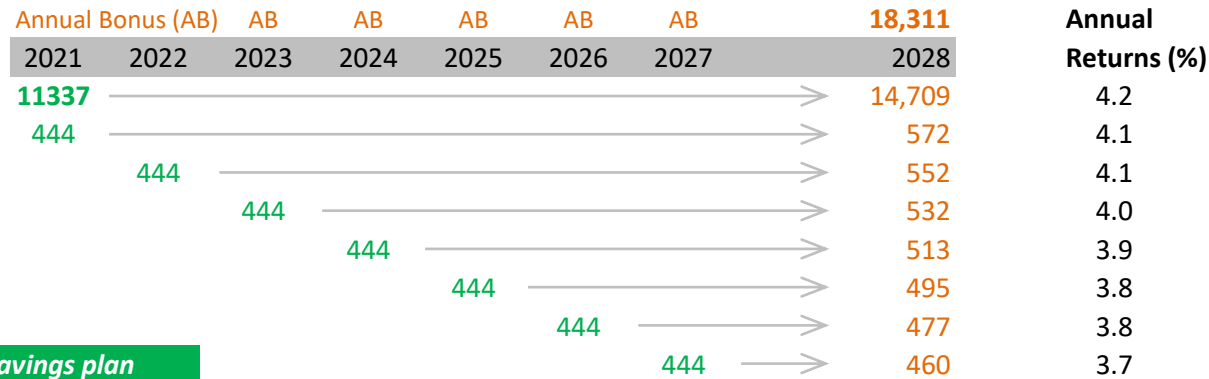 Annual Bonus (AB) AB AB AB AB AB 18,311 Annual
2021 2022 2023 2024 2025 2026 2027 2028 Returns (%)
11337 14,709 4.2
444 572 4.1
444 552 4.1
444 532 4.0
444 513 3.9
444 495 3.8
444 477 3.8
avings plan 444 460 3.7